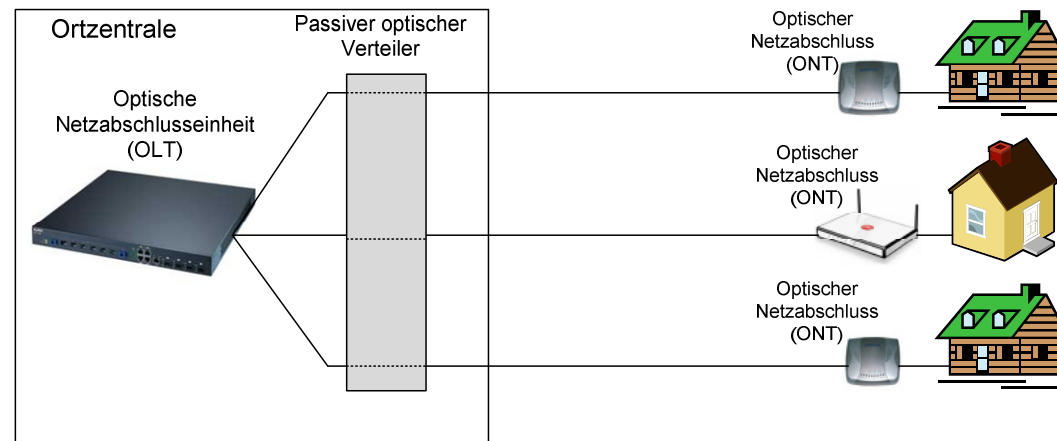 Ortzentrale
Passiver optischer
Verteiler
Optische
Netzabschlusseinheit
(OLT)
Optischer
Netzabschluss
(ONT)
Optischer
Netzabschluss
(ONT)
Optischer
Netzabschluss
(ONT)